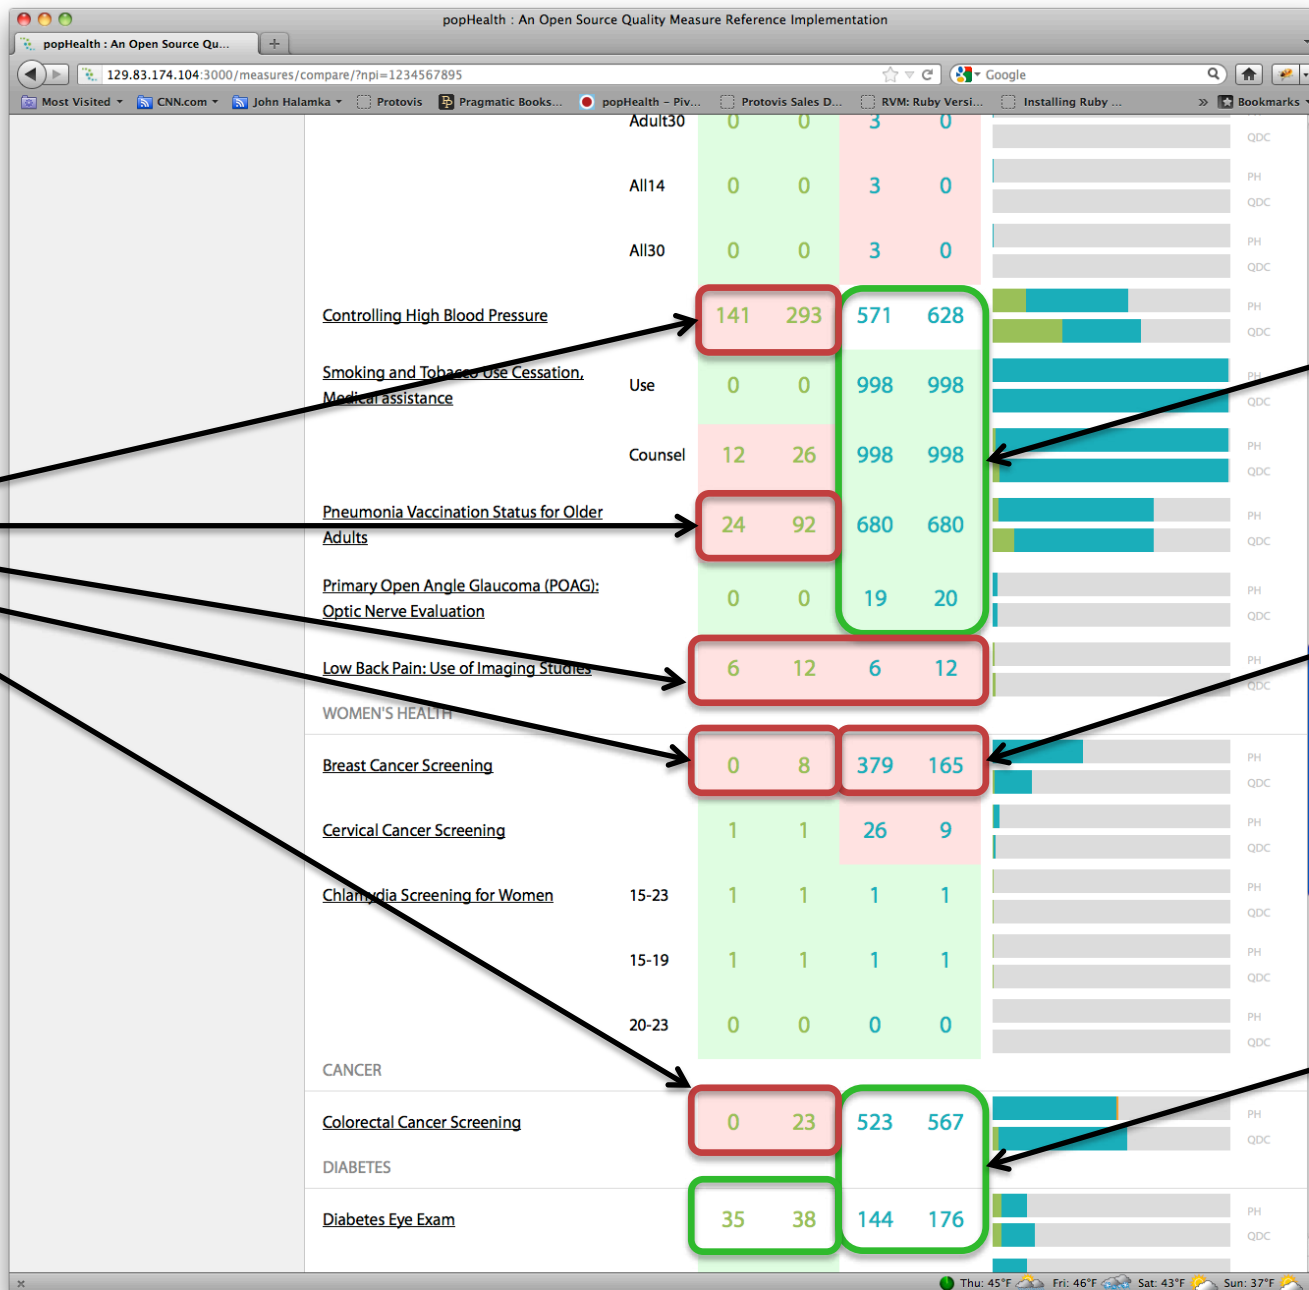 popHealth : An Open Source Quality Measure Reference Implementation
popHealth : An Open Source Qu...
129.83.174.104:3000/measures/compare/?npi=1234567895
Google
Most Visited CNN.com John Halamka Protovis Pragmatic Books... popHealth – Piv... Protovis Sales D... RVM: Ruby Versi... Installing Ruby ... » Bookmarks
Adult30 0 0 3 0
QDC
All14 0 0 3 0 PH
QDC
All30 0 0 3 0 PH
QDC
Controlling High Blood Pressure 141 293 571 628 PH
QDC
Smoking and Tobacco Use Cessation,
Medical assistance
Use 0 0 998 998 PH
QDC
Counsel 12 26 998 998 PH
QDC
Pneumonia Vaccination Status for Older
Adults
24 92 680 680 PH
QDC
Primary Open Angle Glaucoma (POAG):
Optic Nerve Evaluation
0 0 19 20 PH
QDC
Low Back Pain: Use of Imaging Studies 6 12 6 12 PH
QDC
WOMEN'S HEALTH
Breast Cancer Screening 0 8 379 165 PH
QDC
Cervical Cancer Screening 1 1 26 9 PH
QDC
Chlamydia Screening for Women 15-23 1 1 1 1 PH
QDC
15-19 1 1 1 1 PH
QDC
20-23 0 0 0 0 PH
QDC
CANCER
Colorectal Cancer Screening 0 23 523 567 PH
QDC
DIABETES
Diabetes Eye Exam 35 38 144 176 PH
QDC
Thu: 45°F Fri: 46°F Sat: 43°F Sun: 37°F